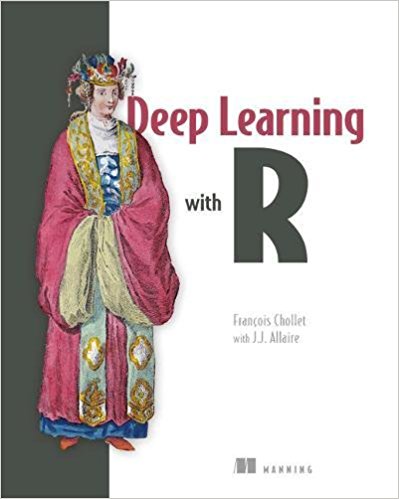 Deep Learning
with R
François Chollet
with J.J. Allaire
MANNING